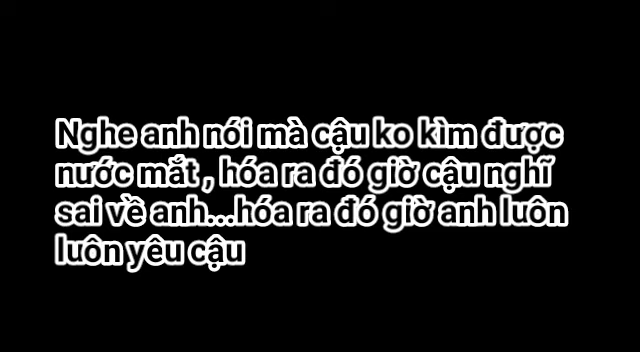 Nghe anh nói mà cậu ko kìm được
nước mắt , hóa ra đó giờ cậu nghĩ
sai về anh...hóa ra đó giờ anh luôn
luôn yêu cậu